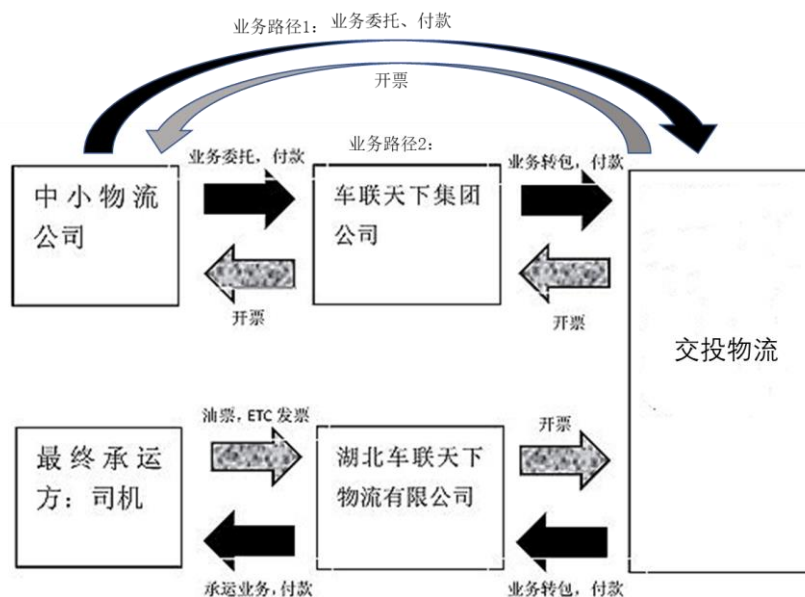 业务路径1：业务委托、付款
开票
业务路径2：
业务委托，付款
业务转包，付款
中小物流
公司
车联天下集团
公司
开票
开票
交投物流
油票，ETC 发票
开票
最终承运
方：司机
湖北车联天下
物流有限公司
承运业务，付款
业务转包，付款